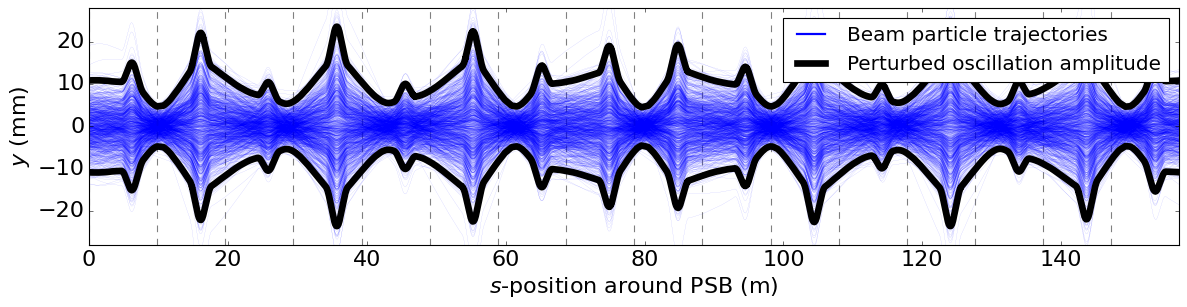 20
10
0
−10
−20
y (mm)
Beam particle trajectories
Perturbed oscillation amplitude
0 20 40 60 80 100 120 140
s-position around PSB (m)